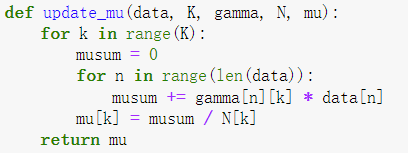 def update_mu(data, K, gamma, N, mu):
    for k in range(K):
        musum = 0
        for n in range(len(data)):
            musum += gamma[n][k] * data[n]
        mu[k] = musum / N[k]
    return mu